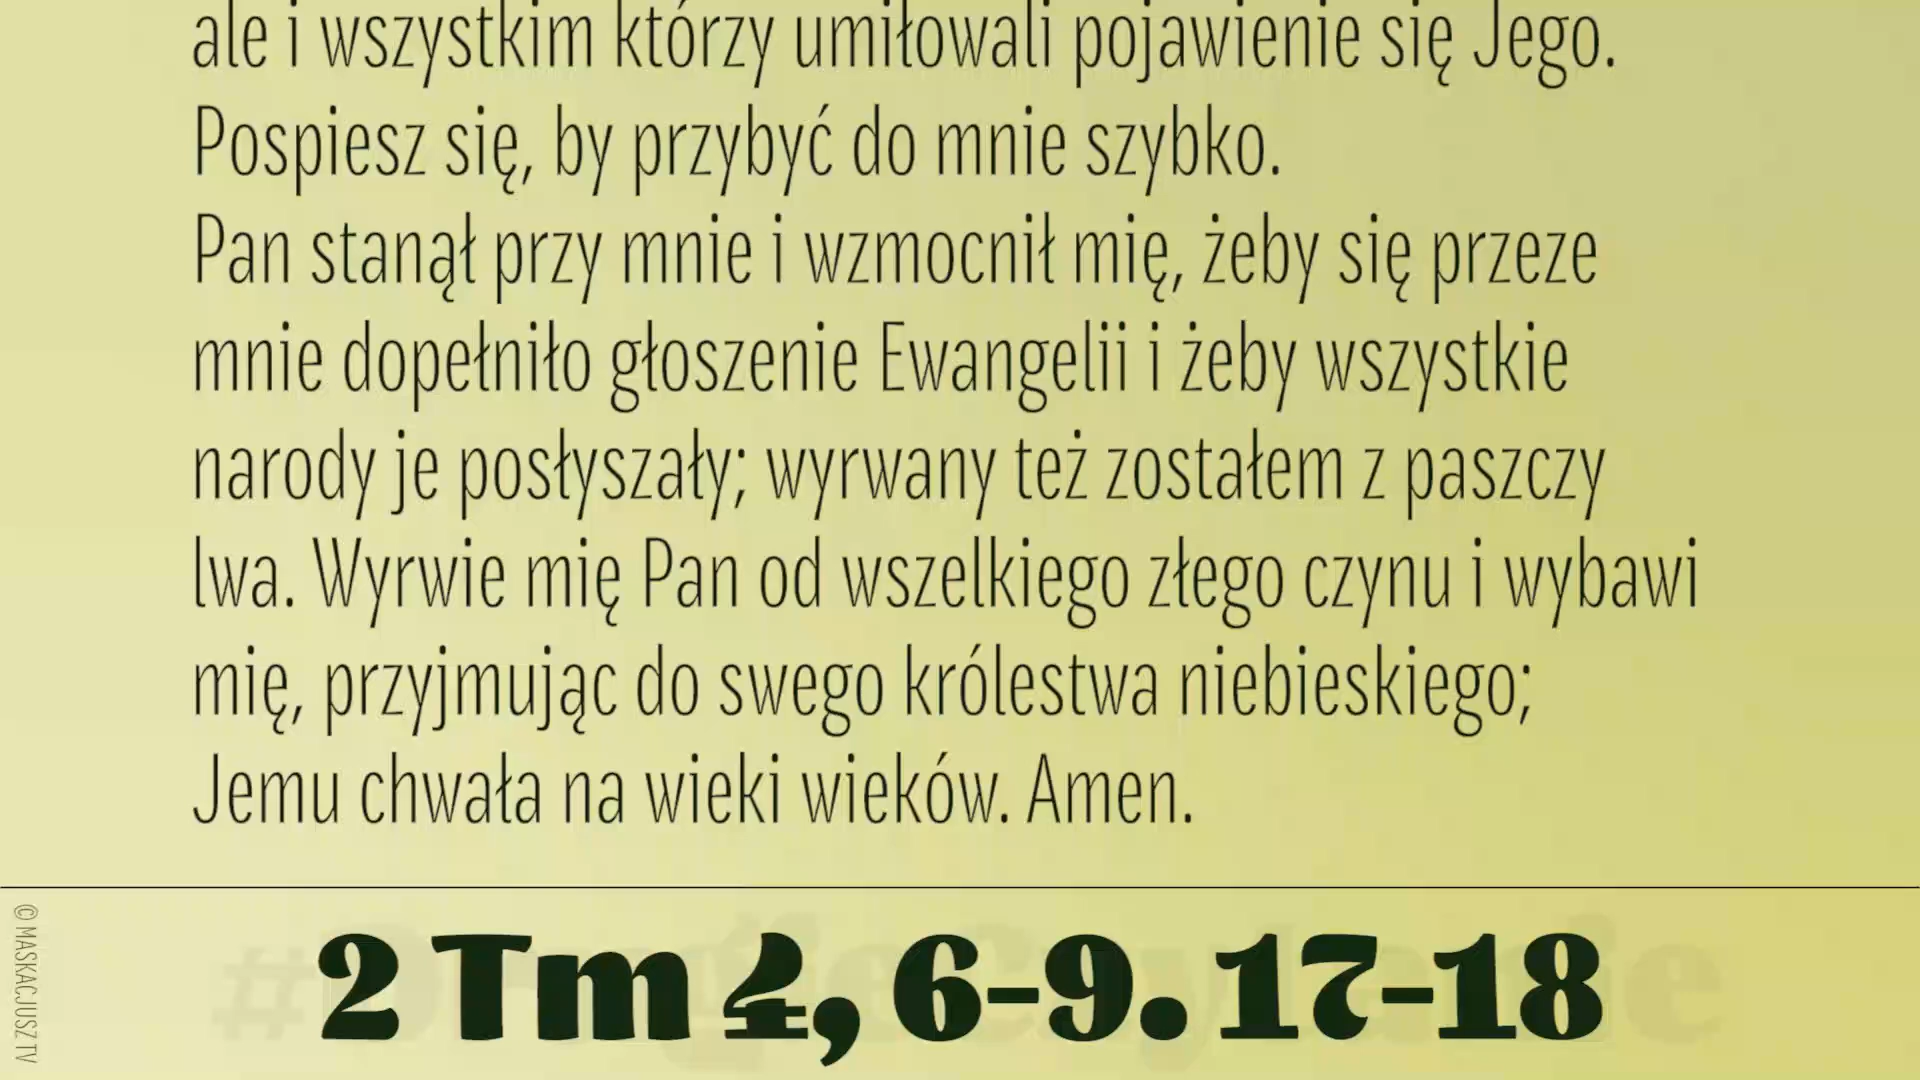 ale i wszystkim którzy umiłowali pojawienie się Jego.
Pospiesz się, by przybyć do mnie szybko.
Pan stanął przy mnie i wzmocnił mię, żeby się przeze
mnie dopełniło głoszenie Ewangelii i żeby wszystkie
narody je posłyszały; wyrwany też zostałem z paszczy
lwa. Wyrwie mię Pan od wszelkiego złego czynu i wybawi
mię, przyjmując do swego królestwa niebieskiego;
Jemu chwała na wieki wieków. Amen.
2 Tm 4, 6-9. 17-18
© MASKACJUSZ TV